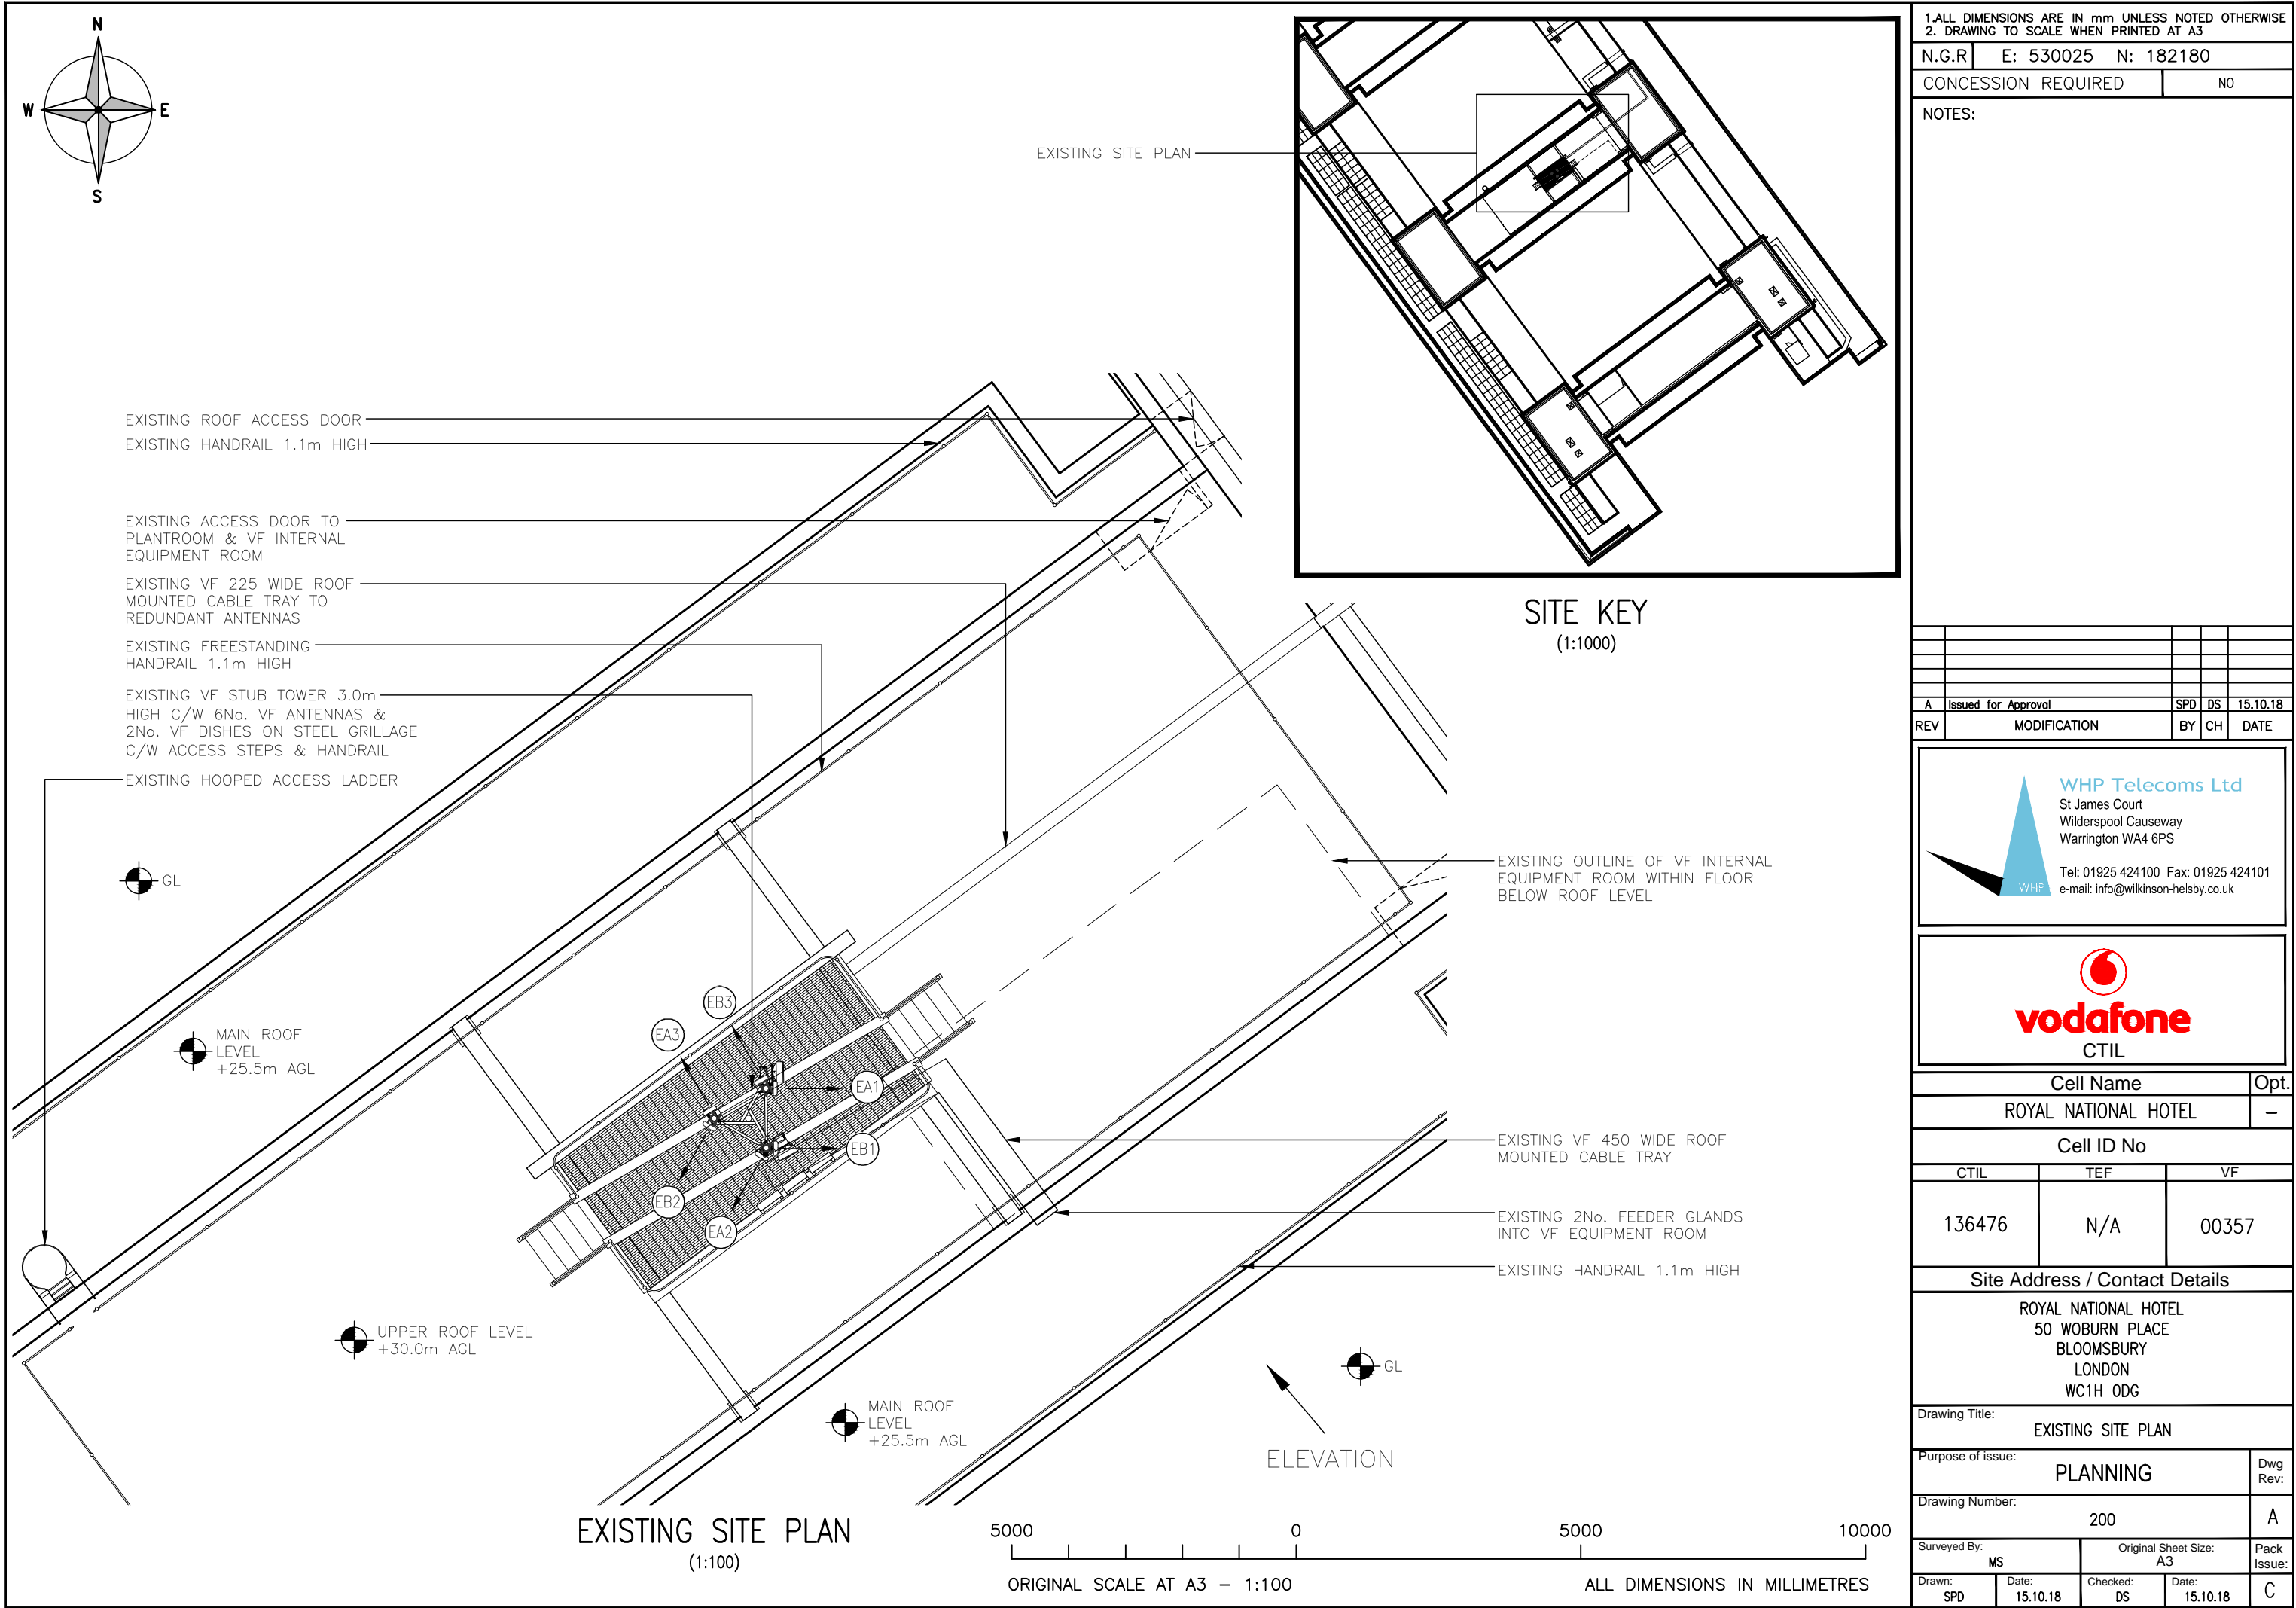 N
W
E
S
EXISTING SITE PLAN
EXISTING ROOF ACCESS DOOR
EXISTING HANDRAIL 1.1m HIGH
EXISTING ACCESS DOOR TO
PLANTROOM & VF INTERNAL
EQUIPMENT ROOM
EXISTING VF 225 WIDE ROOF
MOUNTED CABLE TRAY TO
REDUNDANT ANTENNAS
EXISTING FREESTANDING
HANDRAIL 1.1m HIGH
EXISTING VF STUB TOWER 3.0m
HIGH C/W 6No. VF ANTENNAS &
2No. VF DISHES ON STEEL GRILLAGE
C/W ACCESS STEPS & HANDRAIL
EXISTING HOOPED ACCESS LADDER
GL
MAIN ROOF
LEVEL
+25.5m AGL
EB3
EA3
EA1
EB1
EB2
EA2
UPPER ROOF LEVEL
+30.0m AGL
MAIN ROOF
LEVEL
+25.5m AGL
SITE KEY
(1:1000)
EXISTING OUTLINE OF VF INTERNAL
EQUIPMENT ROOM WITHIN FLOOR
BELOW ROOF LEVEL
EXISTING VF 450 WIDE ROOF
MOUNTED CABLE TRAY
EXISTING 2No. FEEDER GLANDS
INTO VF EQUIPMENT ROOM
EXISTING HANDRAIL 1.1m HIGH
GL
ELEVATION
EXISTING SITE PLAN
(1:100)
5000 0 5000 10000
ORIGINAL SCALE AT A3 – 1:100
ALL DIMENSIONS IN MILLIMETRES
1.ALL DIMENSIONS ARE IN mm UNLESS NOTED OTHERWISE
2. DRAWING TO SCALE WHEN PRINTED AT A3
N.G.R E: 530025 N: 182180
CONCESSION REQUIRED NO
NOTES:
A Issued for Approval SPD DS 15.10.18
REV MODIFICATION BY CH DATE
WHP
WHP Telecoms Ltd
St James Court
Wilderspool Causeway
Warrington WA4 6PS
Tel: 01925 424100 Fax: 01925 424101
e-mail: info@wilkinson-helsby.co.uk
vodafone
CTIL
Cell Name Opt.
ROYAL NATIONAL HOTEL –
Cell ID No
CTIL TEF VF
136476 N/A 00357
Site Address / Contact Details
ROYAL NATIONAL HOTEL
50 WOBURN PLACE
BLOOMSBURY
LONDON
WC1H 0DG
Drawing Title:
EXISTING SITE PLAN
Purpose of issue:
PLANNING
Dwg
Rev:
Drawing Number:
200
A
Surveyed By:
MS
Original Sheet Size:
A3
Pack
Issue:
Drawn: Date: Checked: Date:
SPD 15.10.18 DS 15.10.18 C